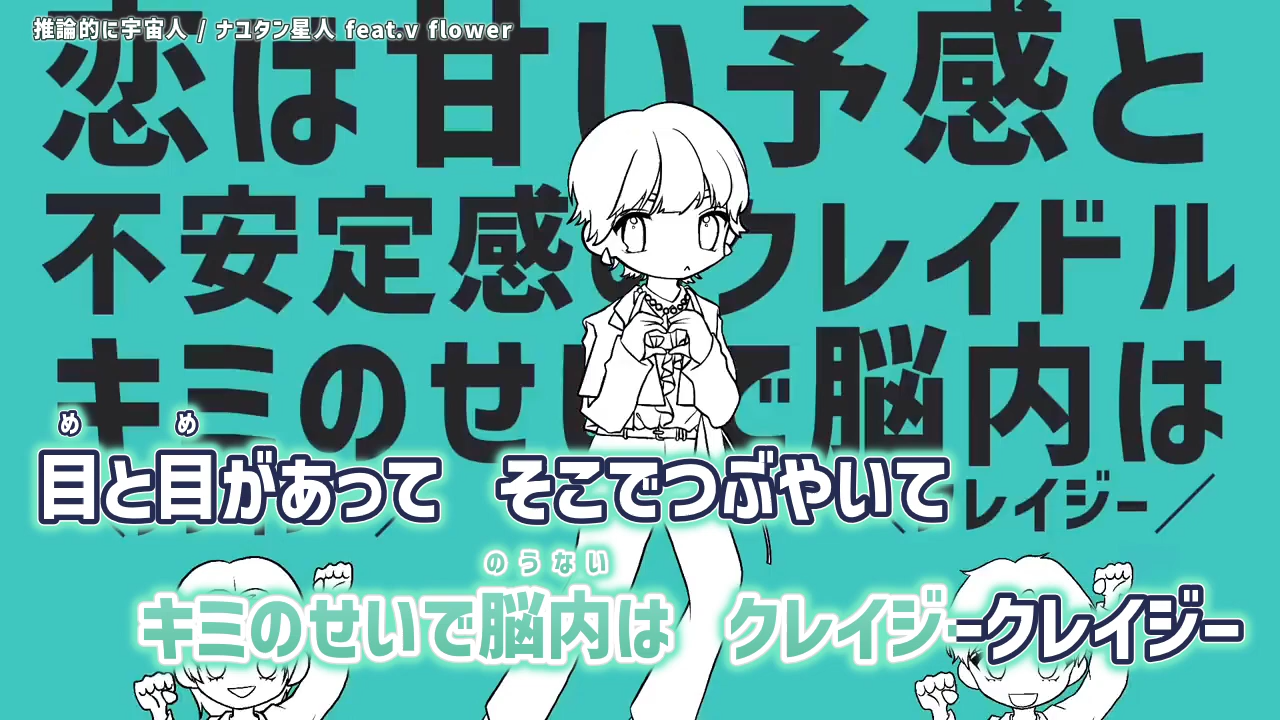 推論的に宇宙人 / ナユタン星人 feat.v flower
恋は甘い予感と
不安定感のクレイドル
キミのせいで脳内は
め め
目と目があって そこでつぶやいて
クレイジー／
のうない
キミのせいで脳内は クレイジークレイジー